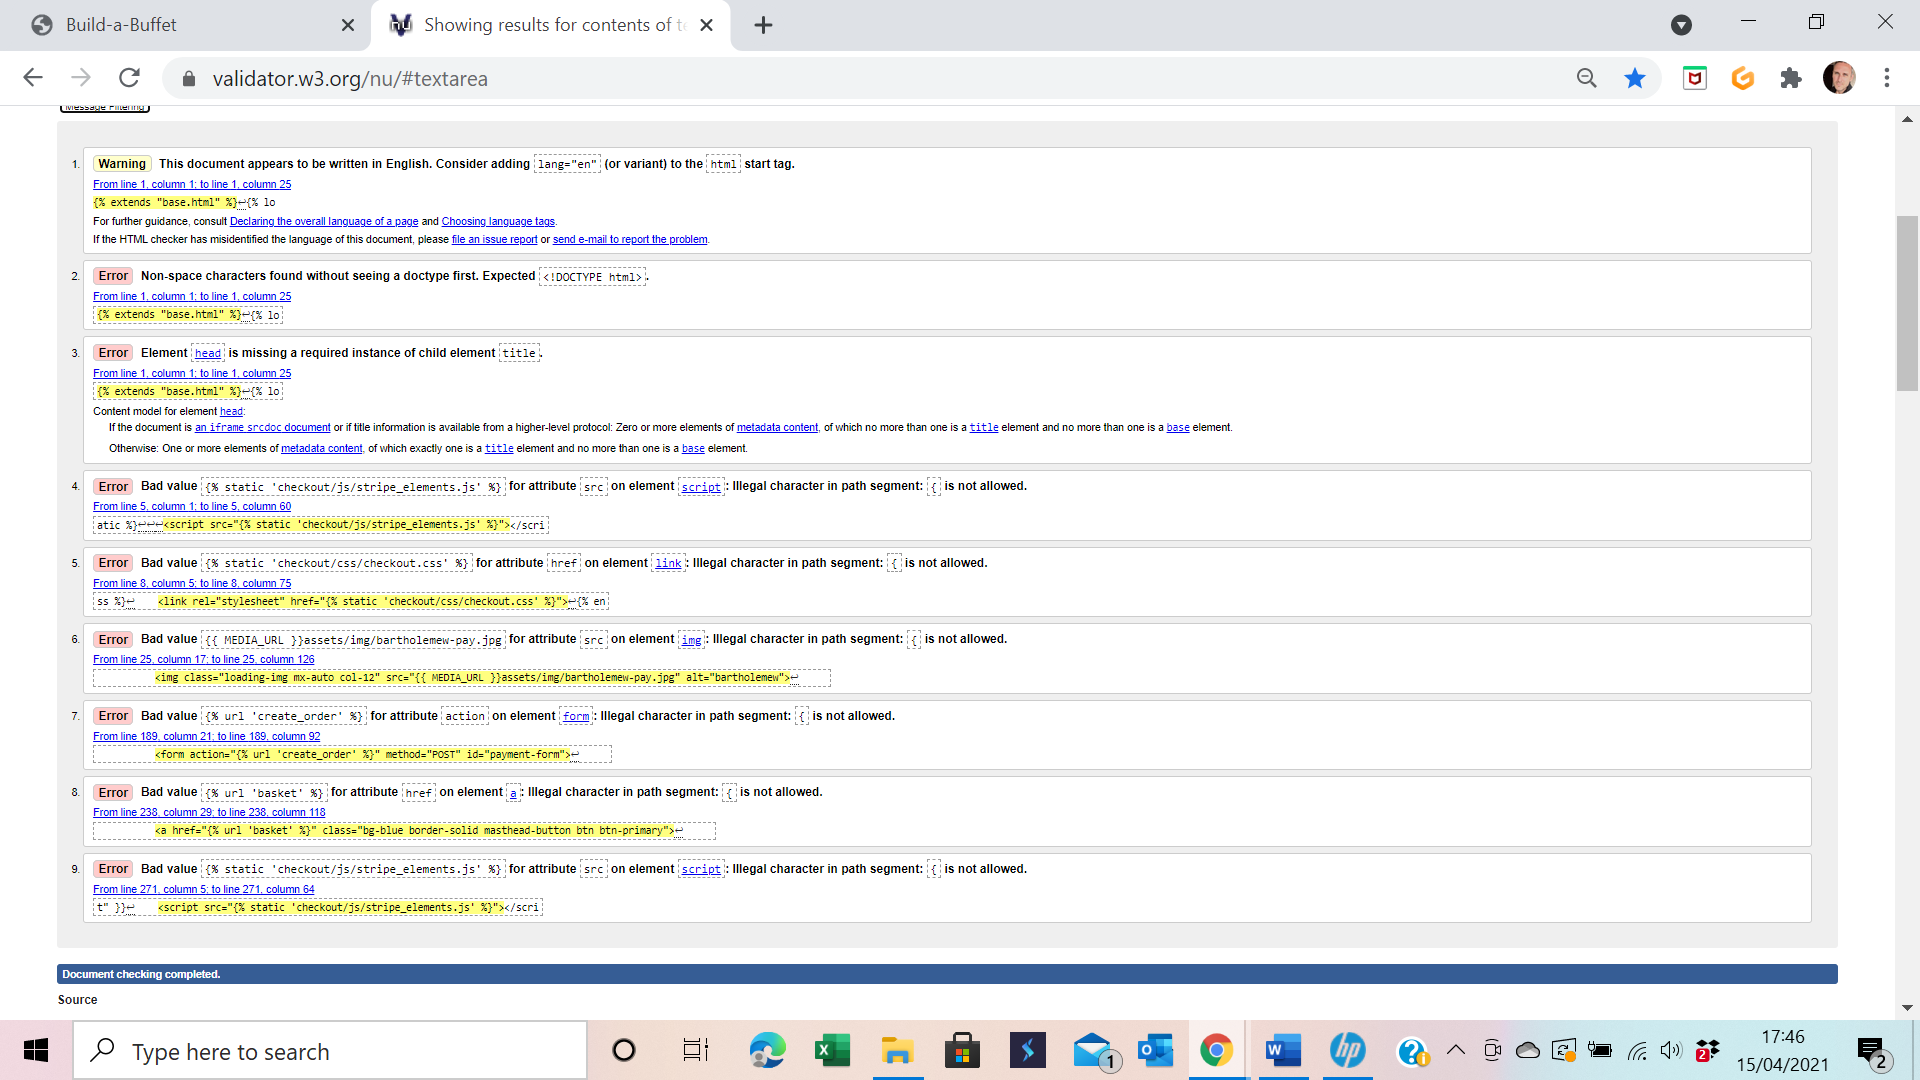 Build-a-Buffet
Showing results for contents of te
validator.w3.org/nu/#textarea
Message Filtering
1. Warning This document appears to be written in English. Consider adding lang="en" (or variant) to the html start tag.
From line 1, column 1; to line 1, column 25
{% extends "base.html" %}↩{% lo
For further guidance, consult Declaring the overall language of a page and Choosing language tags.
If the HTML checker has misidentified the language of this document, please file an issue report or send e-mail to report the problem.
2. Error Non-space characters found without seeing a doctype first. Expected <!DOCTYPE html>.
From line 1, column 1; to line 1, column 25
{% extends "base.html" %}↩{% lo
3. Error Element head is missing a required instance of child element title.
From line 1, column 1; to line 1, column 25
{% extends "base.html" %}↩{% lo
Content model for element head:
If the document is an iframe srcdoc document or if title information is available from a higher-level protocol: Zero or more elements of metadata content, of which no more than one is a title element and no more than one is a base element.
Otherwise: One or more elements of metadata content, of which exactly one is a title element and no more than one is a base element.
4. Error Bad value {% static 'checkout/js/stripe_elements.js' %} for attribute src on element script: Illegal character in path segment: { is not allowed.
From line 5, column 1; to line 5, column 60
atic %}↩↩↩<script src="{% static 'checkout/js/stripe_elements.js' %}"></scri
5. Error Bad value {% static 'checkout/css/checkout.css' %} for attribute href on element link: Illegal character in path segment: { is not allowed.
From line 8, column 5; to line 8, column 75
ss %}↩ <link rel="stylesheet" href="{% static 'checkout/css/checkout.css' %}">↩{% en
6. Error Bad value {{ MEDIA_URL }}assets/img/bartholemew-pay.jpg for attribute src on element img: Illegal character in path segment: { is not allowed.
From line 25, column 17; to line 25, column 126
<img class="loading-img mx-auto col-12" src="{{ MEDIA_URL }}assets/img/bartholemew-pay.jpg" alt="bartholemew">↩
7. Error Bad value {% url 'create_order' %} for attribute action on element form: Illegal character in path segment: { is not allowed.
From line 189, column 21; to line 189, column 92
<form action="{% url 'create_order' %}" method="POST" id="payment-form">↩
8. Error Bad value {% url 'basket' %} for attribute href on element a: Illegal character in path segment: { is not allowed.
From line 238, column 29; to line 238, column 118
<a href="{% url 'basket' %}" class="bg-blue border-solid masthead-button btn btn-primary">↩
9. Error Bad value {% static 'checkout/js/stripe_elements.js' %} for attribute src on element script: Illegal character in path segment: { is not allowed.
From line 271, column 5; to line 271, column 64
t" }}↩ <script src="{% static 'checkout/js/stripe_elements.js' %}"></scri
Document checking completed.
Source
Type here to search
1
2
17:46
15/04/2021
2